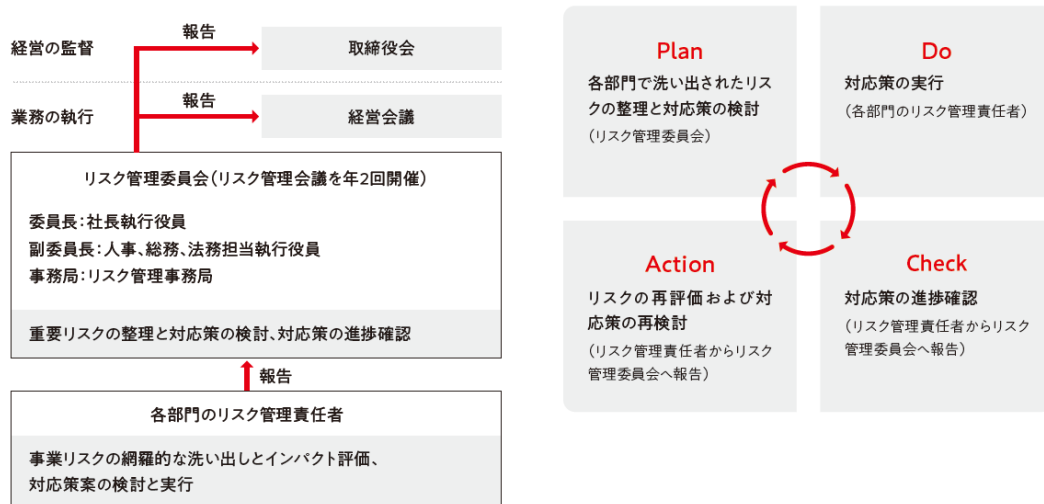 経営の監督
報告
取締役会
業務の執行
報告
経営会議
リスク管理委員会（リスク管理会議を年2回開催）
委員長：社長執行役員
副委員長：人事、総務、法務担当執行役員
事務局：リスク管理事務局
重要リスクの整理と対応策の検討、対応策の進捗確認
報告
各部門のリスク管理責任者
事業リスクの網羅的な洗い出しとインパクト評価、
対応策案の検討と実行
Plan
各部門で洗い出されたリス
クの整理と対応策の検討
（リスク管理委員会）
Do
対応策の実行
（各部門のリスク管理責任者）
Action
リスクの再評価および対
応策の再検討
（リスク管理責任者からリスク
管理委員会へ報告）
Check
対応策の進捗確認
（リスク管理責任者からリスク
管理委員会へ報告）